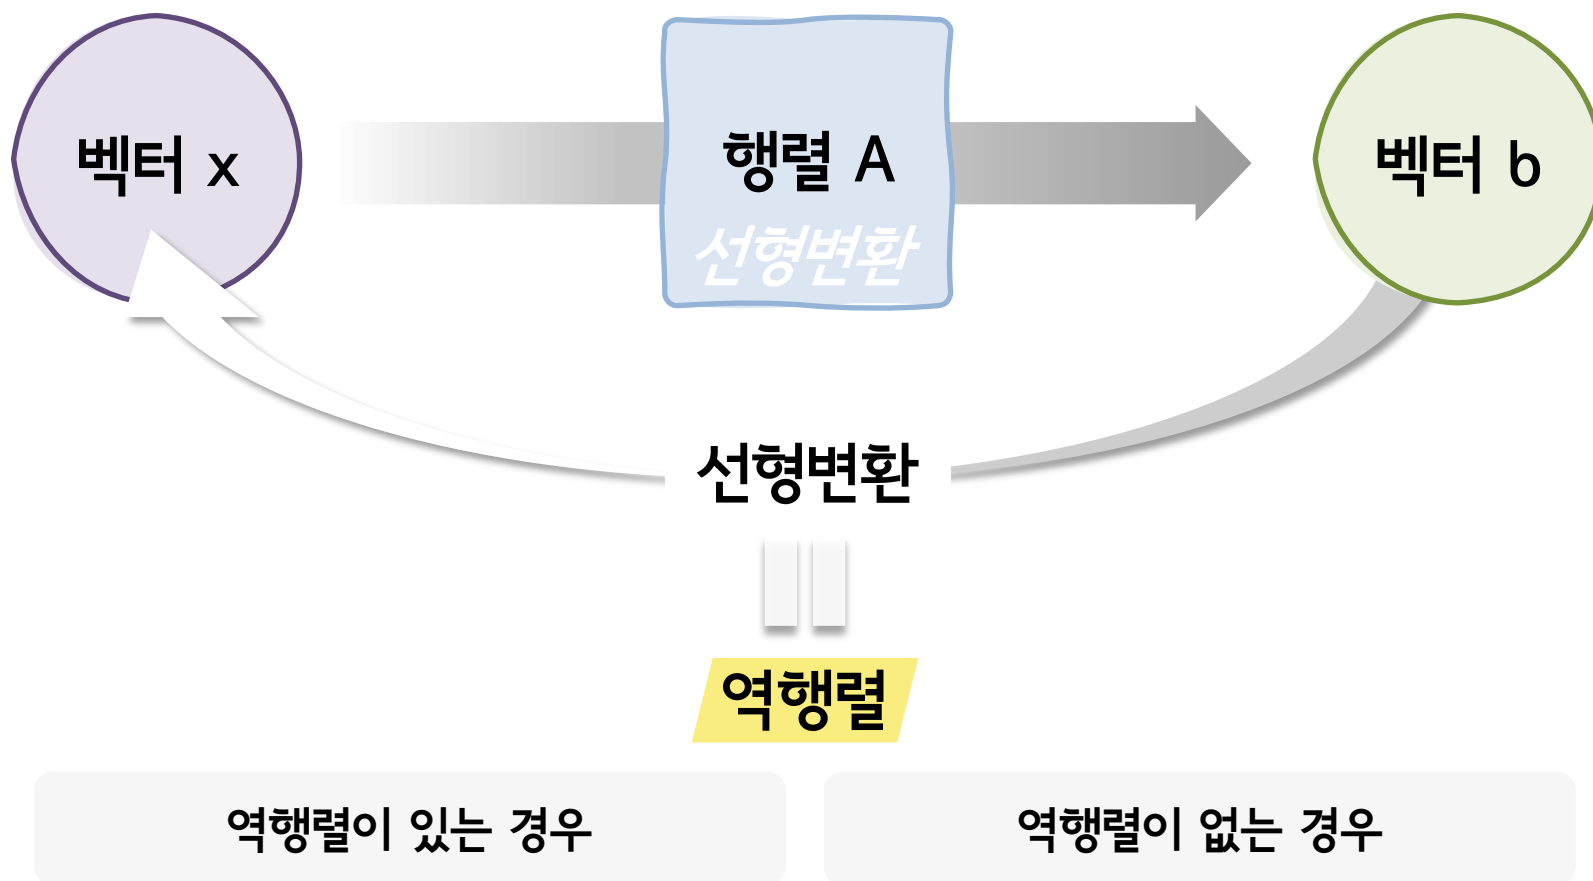 벡터 x
행렬 A
선형변환
벡터 b
선형변환
역행렬
역행렬이 있는 경우
역행렬이 없는 경우